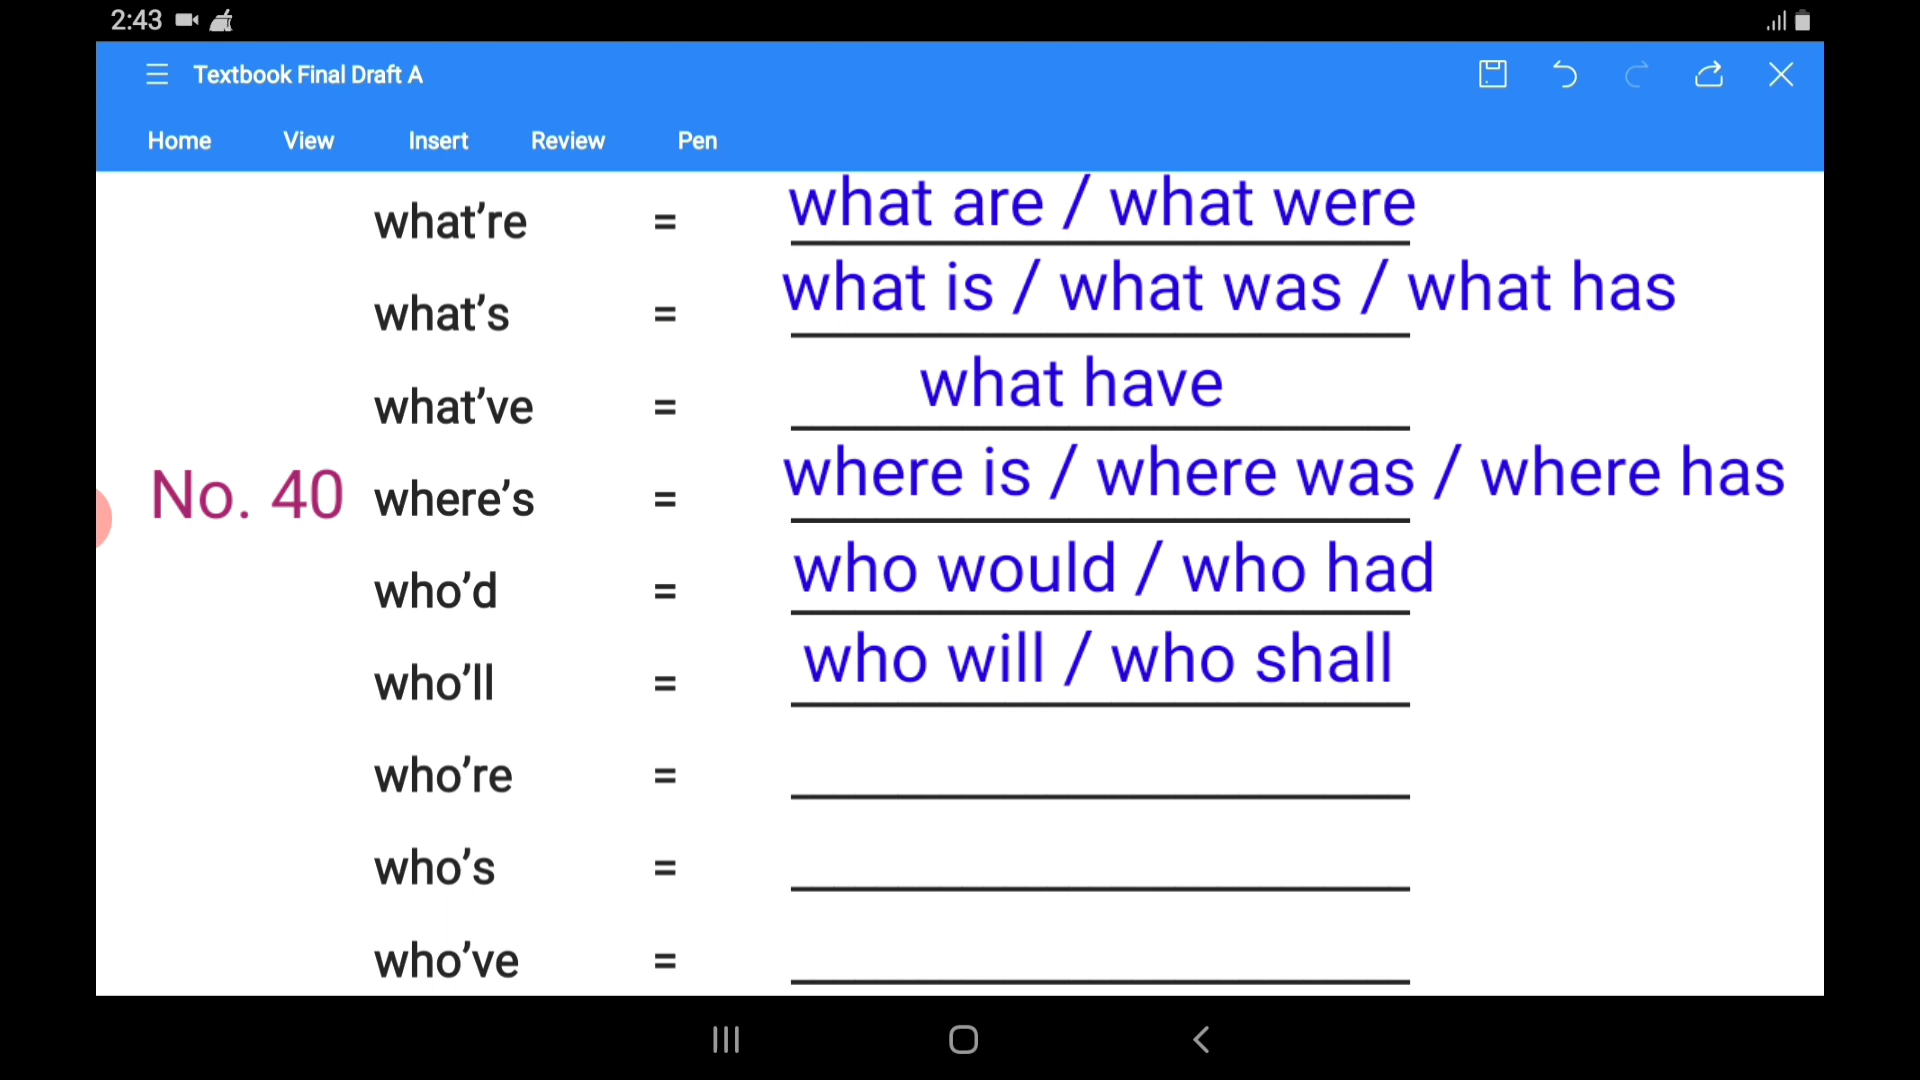 2:43
Textbook Final Draft A
Home View Insert Review Pen
what’re = what are / what were
what’s = what is / what was / what has
what’ve = what have
No. 40 where’s = where is / where was / where has
who’d = who would / who had
who’ll = who will / who shall
who’re =
who’s =
who’ve =